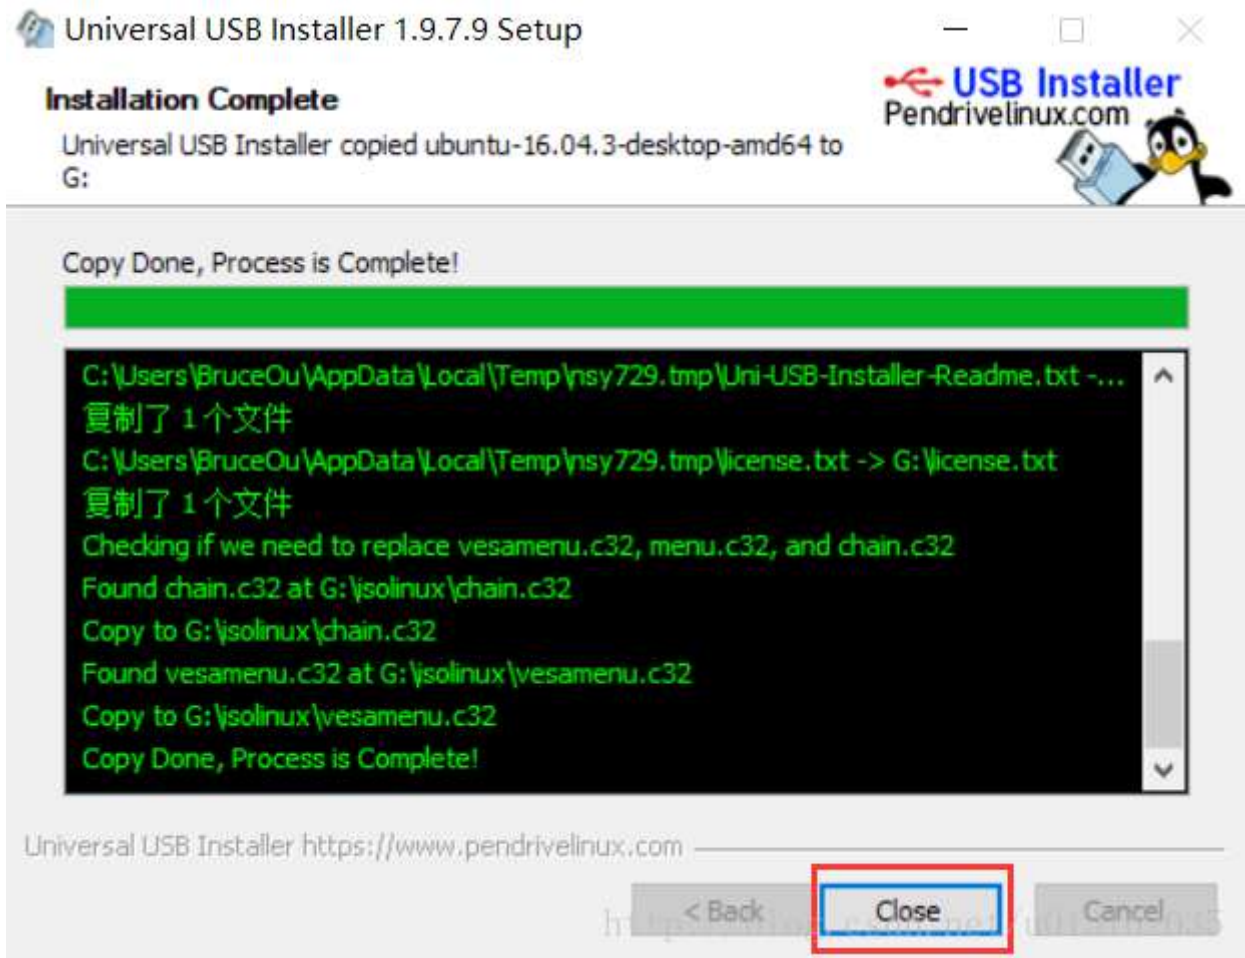 Universal USB Installer 1.9.7.9 Setup
Installation Complete
Universal USB Installer copied ubuntu-16.04.3-desktop-amd64 to
G:
USB Installer
Pendrivelinux.com
Copy Done, Process is Complete!
C:\Users\BruceOu\AppData\Local\Temp\nsy729.tmp\Uni-USB-Installer-Readme.txt -...
复制了 1 个文件
C:\Users\BruceOu\AppData\Local\Temp\nsy729.tmp\license.txt -> G:\license.txt
复制了 1 个文件
Checking if we need to replace vesamenu.c32, menu.c32, and chain.c32
Found chain.c32 at G:\isolinux\chain.c32
Copy to G:\isolinux\chain.c32
Found vesamenu.c32 at G:\isolinux\vesamenu.c32
Copy to G:\isolinux\vesamenu.c32
Copy Done, Process is Complete!
Universal USB Installer https://www.pendrivelinux.com
< Back Close Cancel